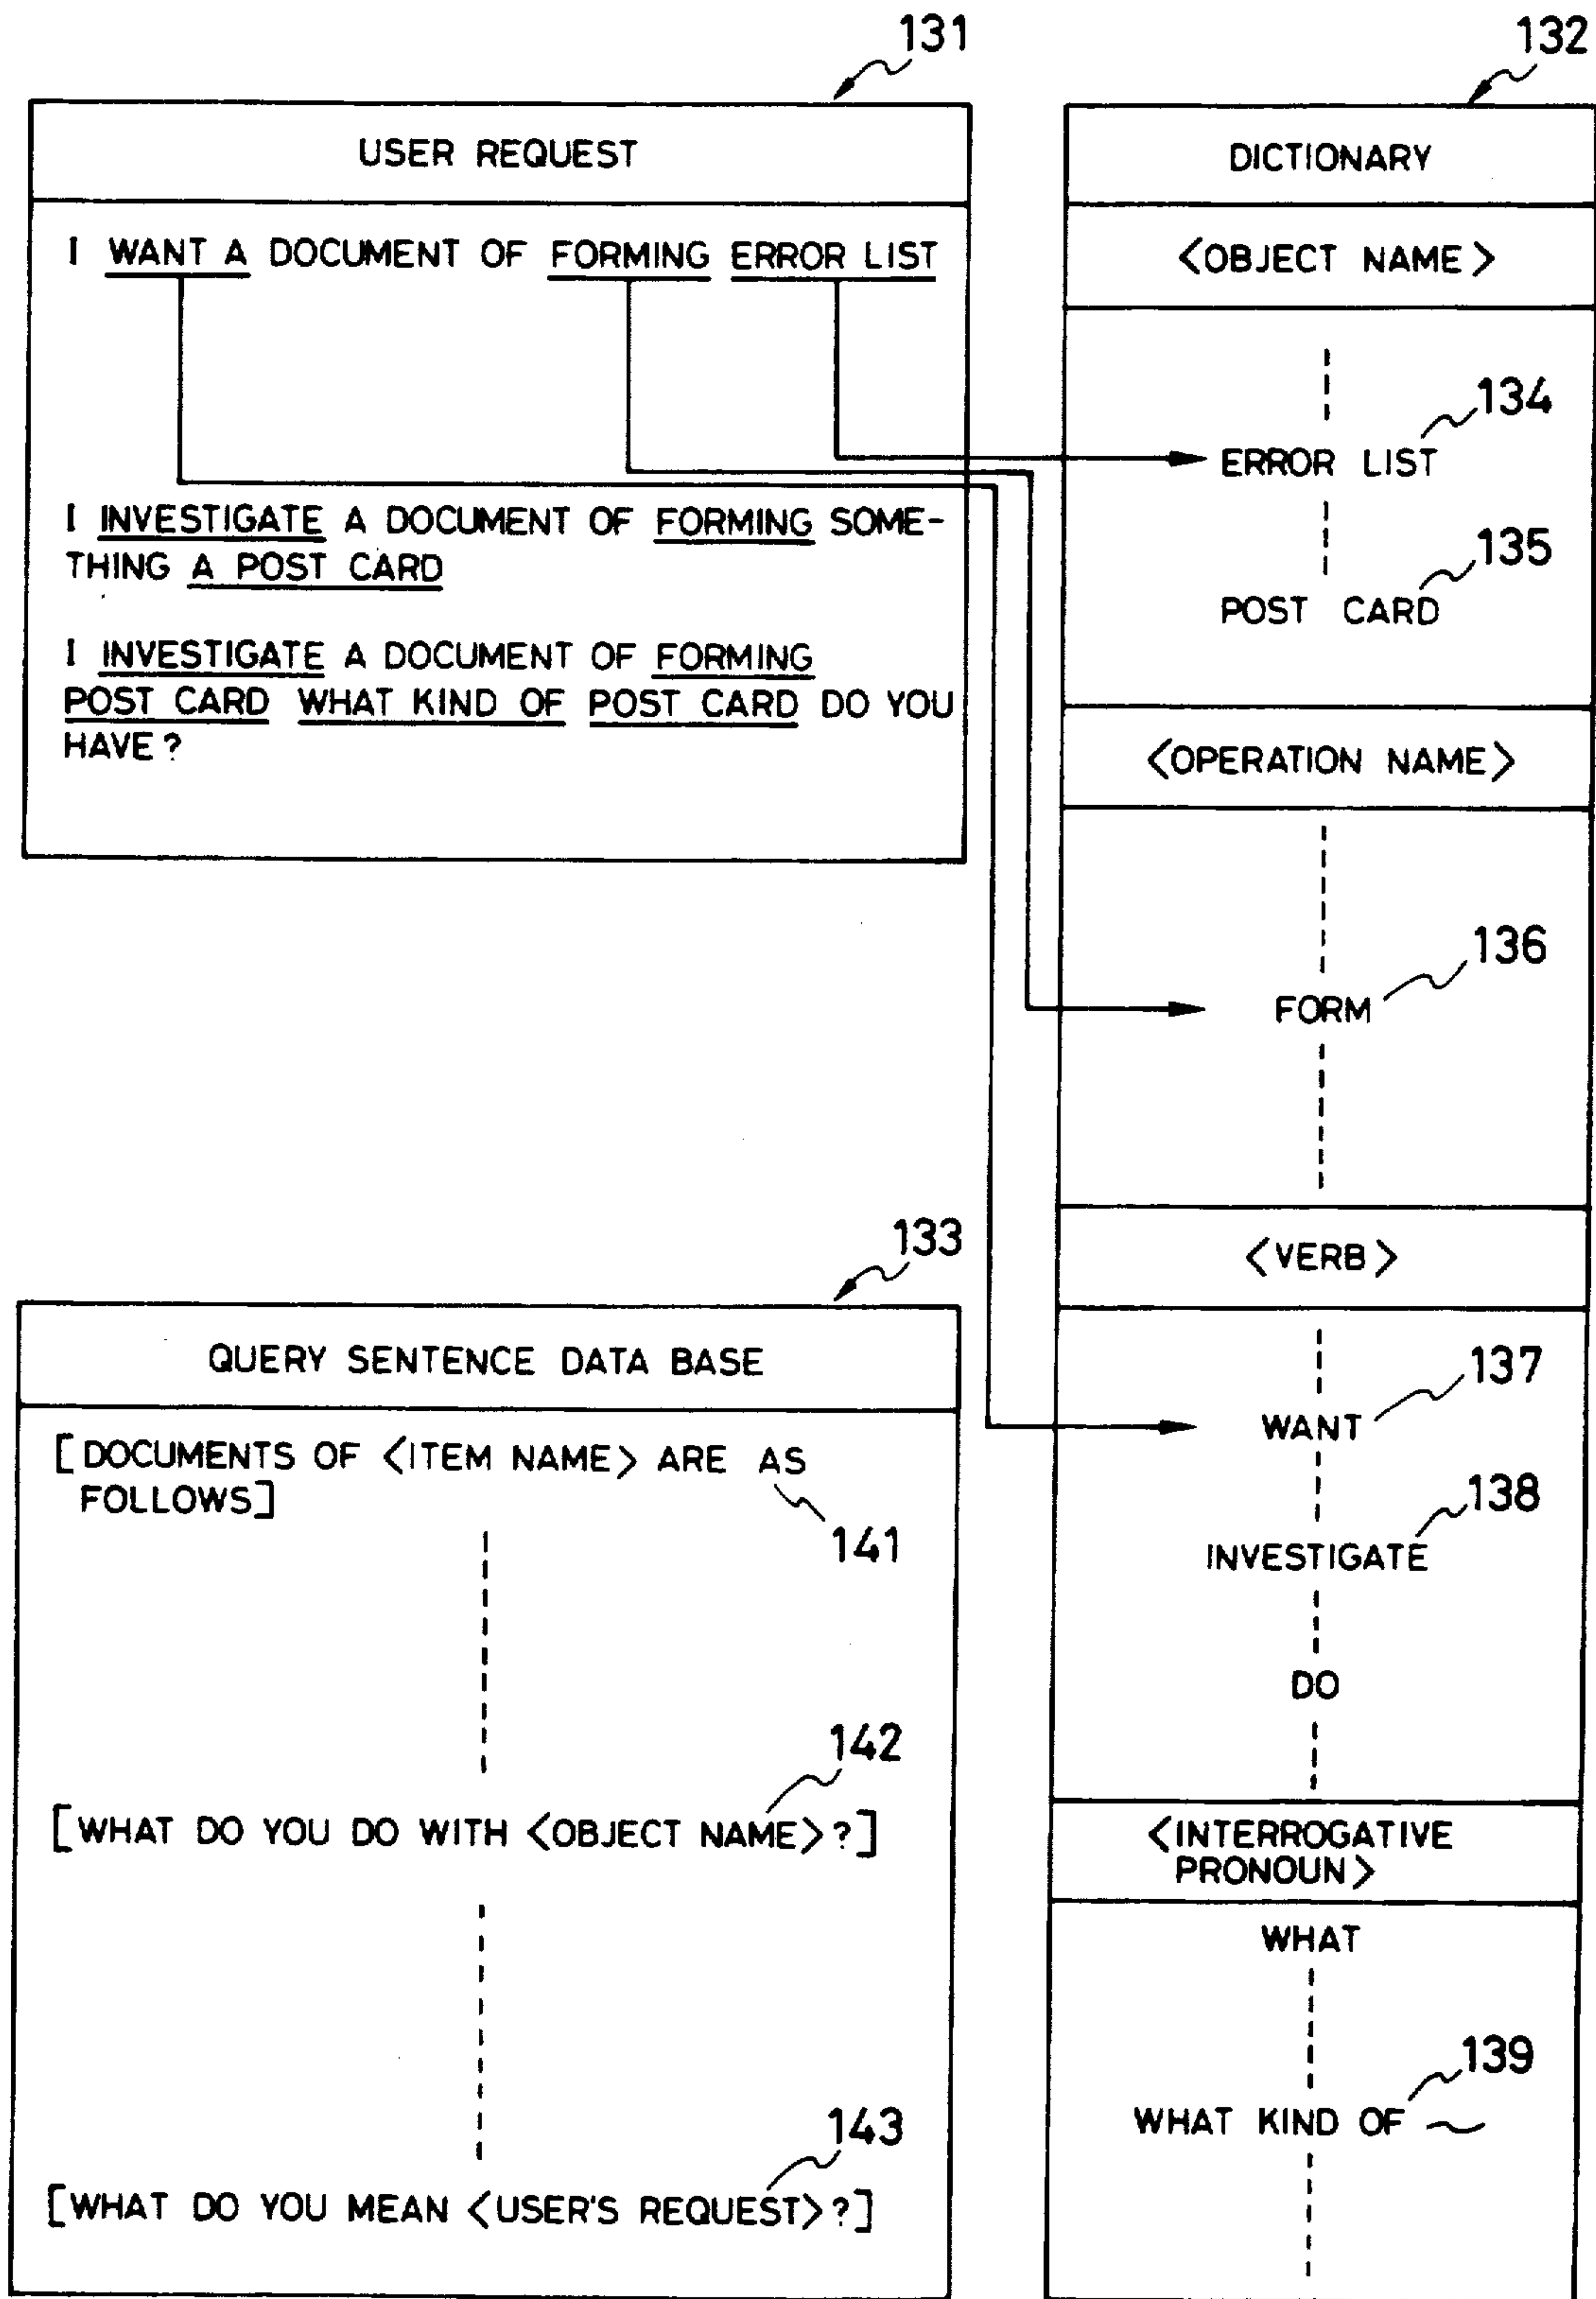 131
USER REQUEST
I WANT A DOCUMENT OF FORMING ERROR LIST
I INVESTIGATE A DOCUMENT OF FORMING SOME-
THING A POST CARD
I INVESTIGATE A DOCUMENT OF FORMING
POST CARD WHAT KIND OF POST CARD DO YOU
HAVE?
132
DICTIONARY
<OBJECT NAME>
134
ERROR LIST
135
POST CARD
<OPERATION NAME>
136
FORM
<VERB>
137
WANT
138
INVESTIGATE
DO
<INTERROGATIVE
PRONOUN>
WHAT
139
WHAT KIND OF ~
133
QUERY SENTENCE DATA BASE
[DOCUMENTS OF <ITEM NAME> ARE AS
FOLLOWS]
141
142
[WHAT DO YOU DO WITH <OBJECT NAME>?]
143
[WHAT DO YOU MEAN <USER'S REQUEST>?]